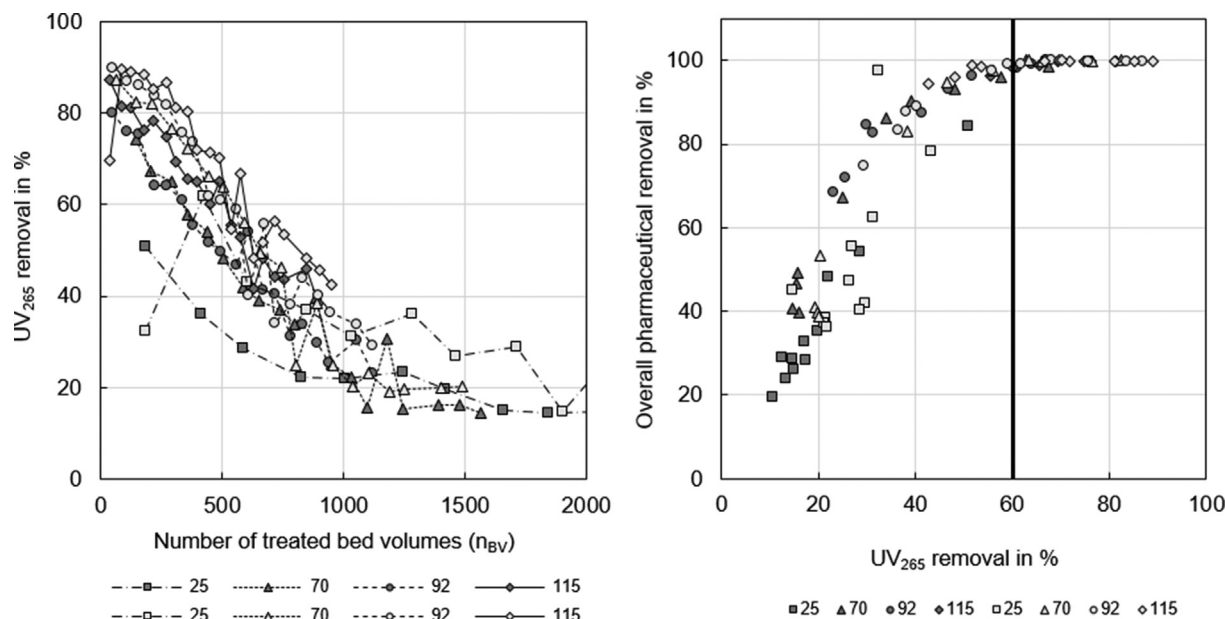 100
80
60
40
20
0
UV265 removal in %
0 500 1000 1500 2000
Number of treated bed volumes (nBV)
25 70 92 115
25 70 92 115
100
80
60
40
20
0
Overall pharmaceutical removal in %
0 20 40 60 80 100
UV265 removal in %
25 70 92 115 25 70 92 115